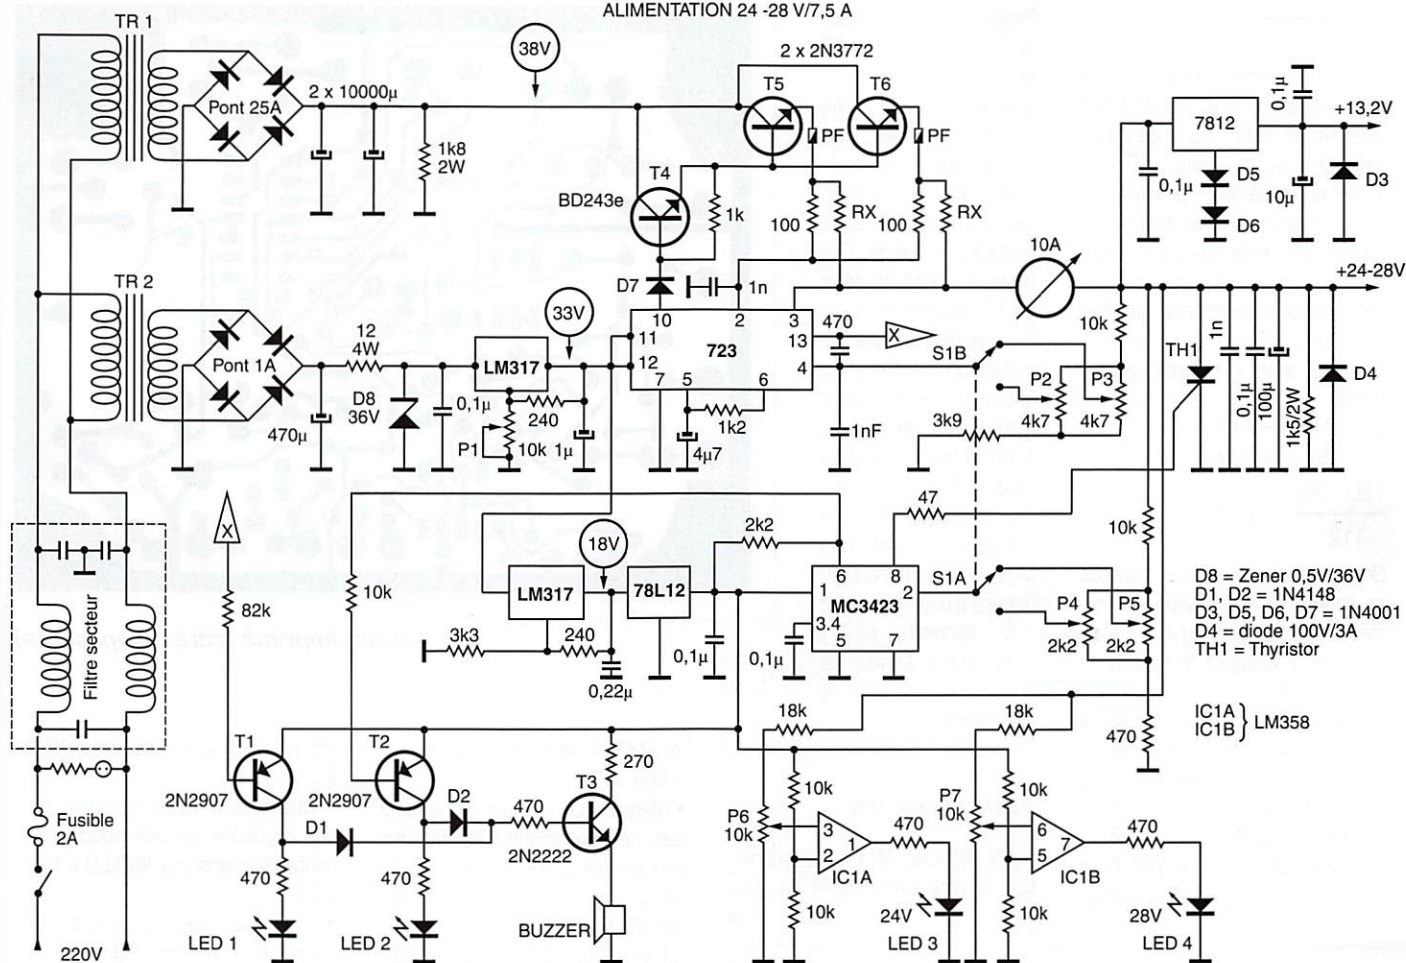 ALIMENTATION 24 -28 V/7,5 A
TR 1
38V
2 x 2N3772
T5
T6
Pont 25A
2 x 10000µ
1k8
2W
PF
PF
0,1µ
7812
+13,2V
T4
BD243e
1k
100
RX
100
RX
0,1µ
D5
D6
10µ
D3
10A
+24-28V
TR 2
33V
D7
1n
12
4W
Pont 1A
LM317
D8
36V
470µ
0,1µ
240
P1
10k
1µ
10
2
3
11
12
723
13
4
7
5
6
470
X
S1B
1k2
4µ7
1nF
10k
P2
4k7
P3
4k7
3k9
TH1
1n
0,1µ
100µ
1k5/2W
D4
X
82k
10k
18V
LM317
78L12
3k3
240
0,22µ
0,1µ
2k2
47
6
8
1
2
MC3423
3.4
5
7
0,1µ
S1A
10k
P4
2k2
P5
2k2
470
D8 = Zener 0,5V/36V
D1, D2 = 1N4148
D3, D5, D6, D7 = 1N4001
D4 = diode 100V/3A
TH1 = Thyristor
IC1A
IC1B
} LM358
Filtre secteur
Fusible
2A
220V
T1
2N2907
T2
2N2907
D1
D2
470
470
470
LED 1
LED 2
270
T3
2N2222
BUZZER
18k
18k
P6
10k
10k
10k
3
2
1
IC1A
470
24V
LED 3
P7
10k
10k
10k
6
5
7
IC1B
470
28V
LED 4